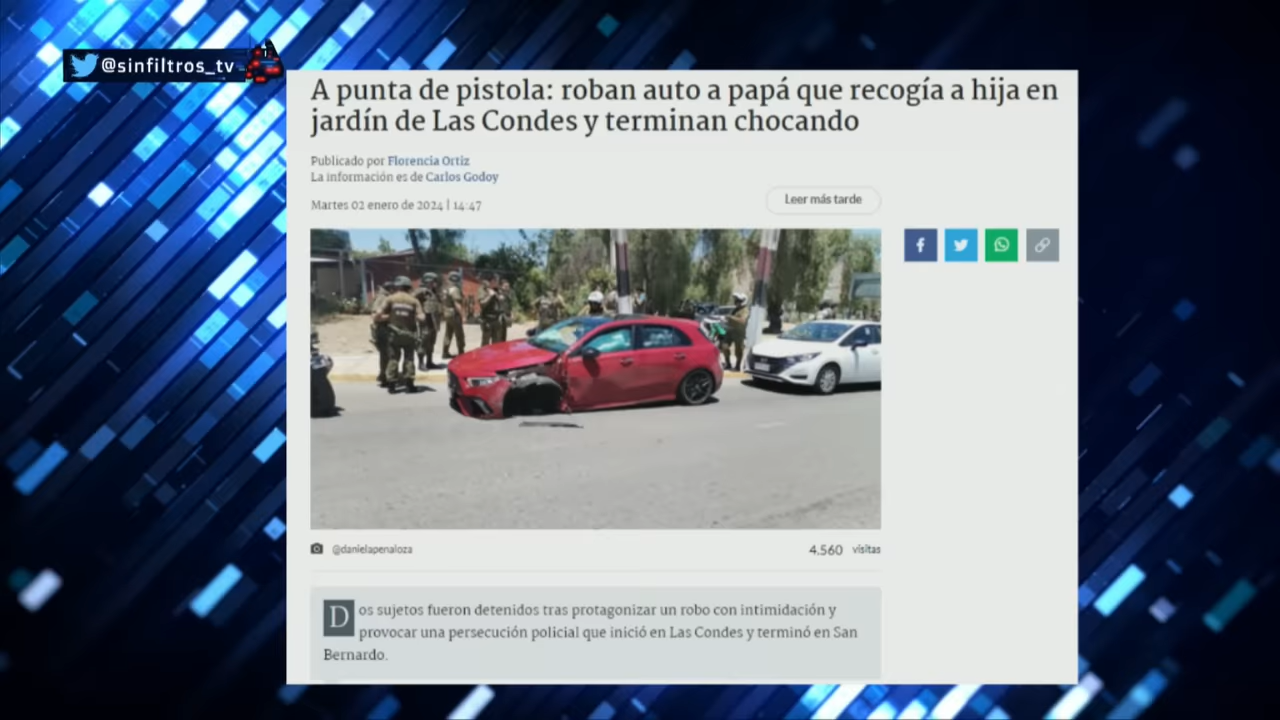 @sinfiltros_tv
A punta de pistola: roban auto a papá que recogía a hija en
jardín de Las Condes y terminan chocando
Publicado por Florencia Ortiz
La información es de Carlos Godoy
Martes 02 enero de 2024 | 14:47
Leer más tarde
@danielapenaloza
4.560 visitas
Dos sujetos fueron detenidos tras protagonizar un robo con intimidación y
provocar una persecución policial que inició en Las Condes y terminó en San
Bernardo.